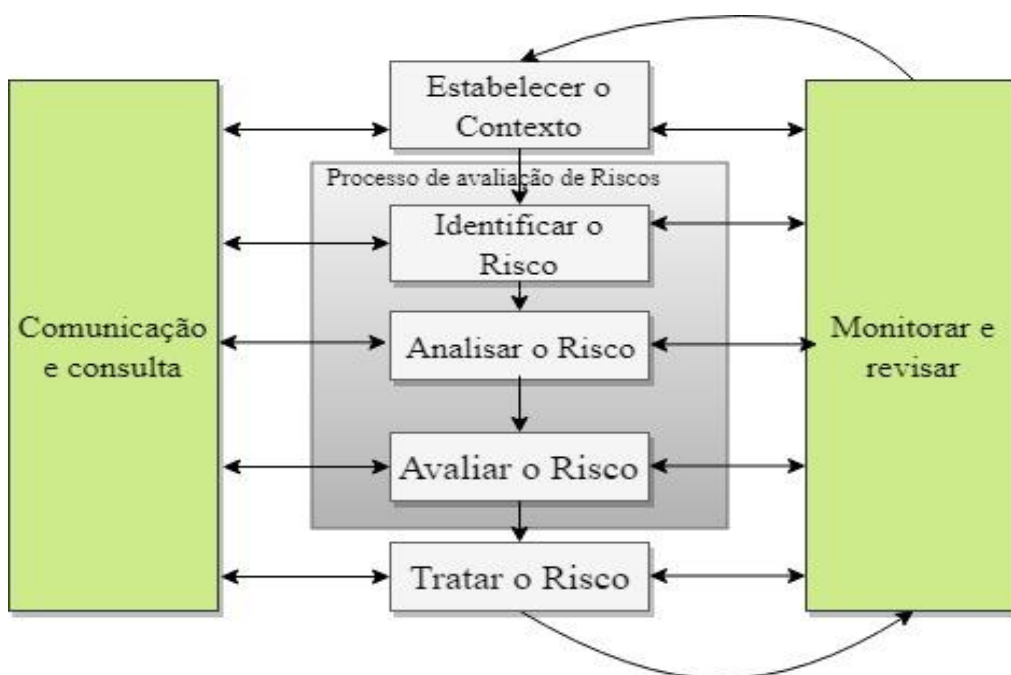 Estabelecer o
Contexto
Processo de avaliação de Riscos
Identificar o
Risco
Comunicação
e consulta
Analisar o Risco
Monitorar e
revisar
Avaliar o Risco
Tratar o Risco